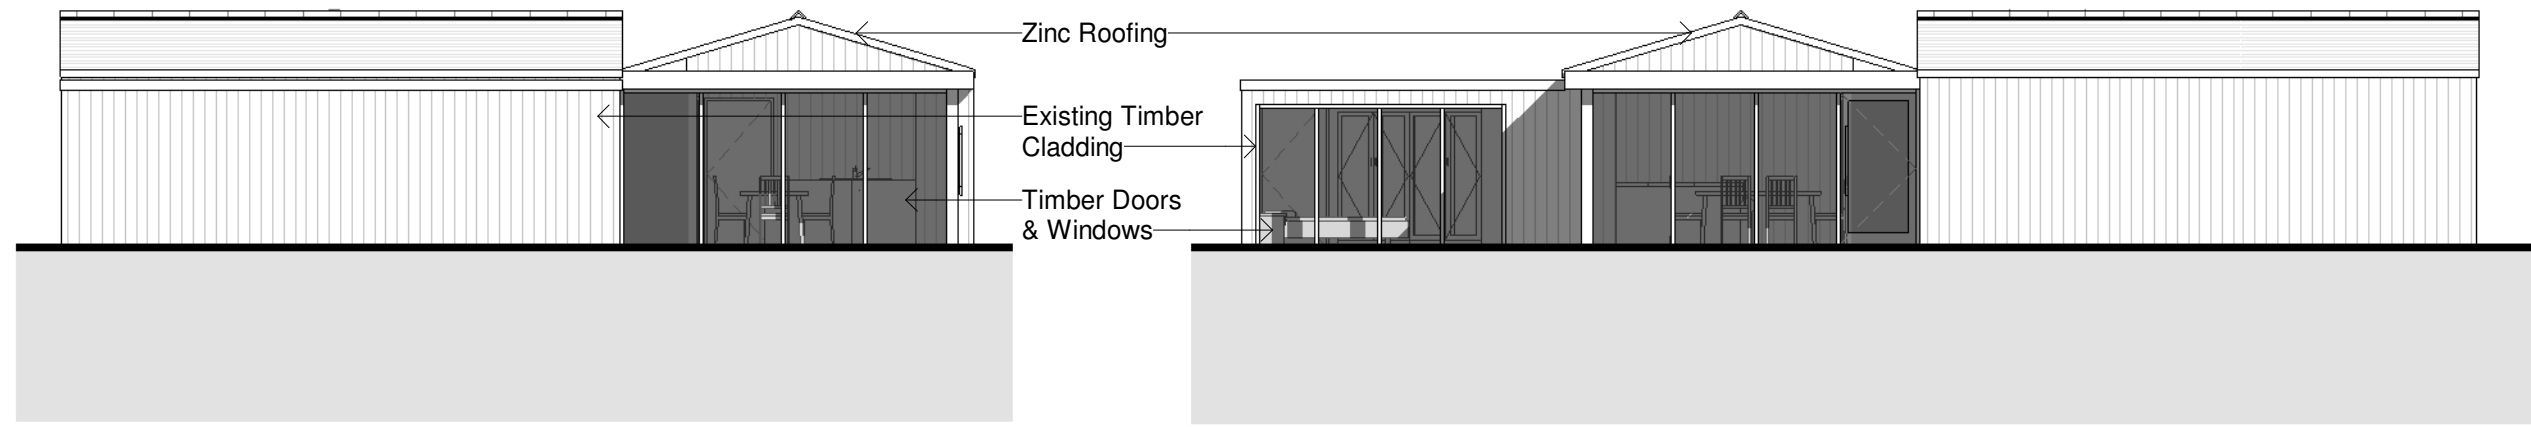 Zinc Roofing
Existing Timber
Cladding
Timber Doors
& Windows